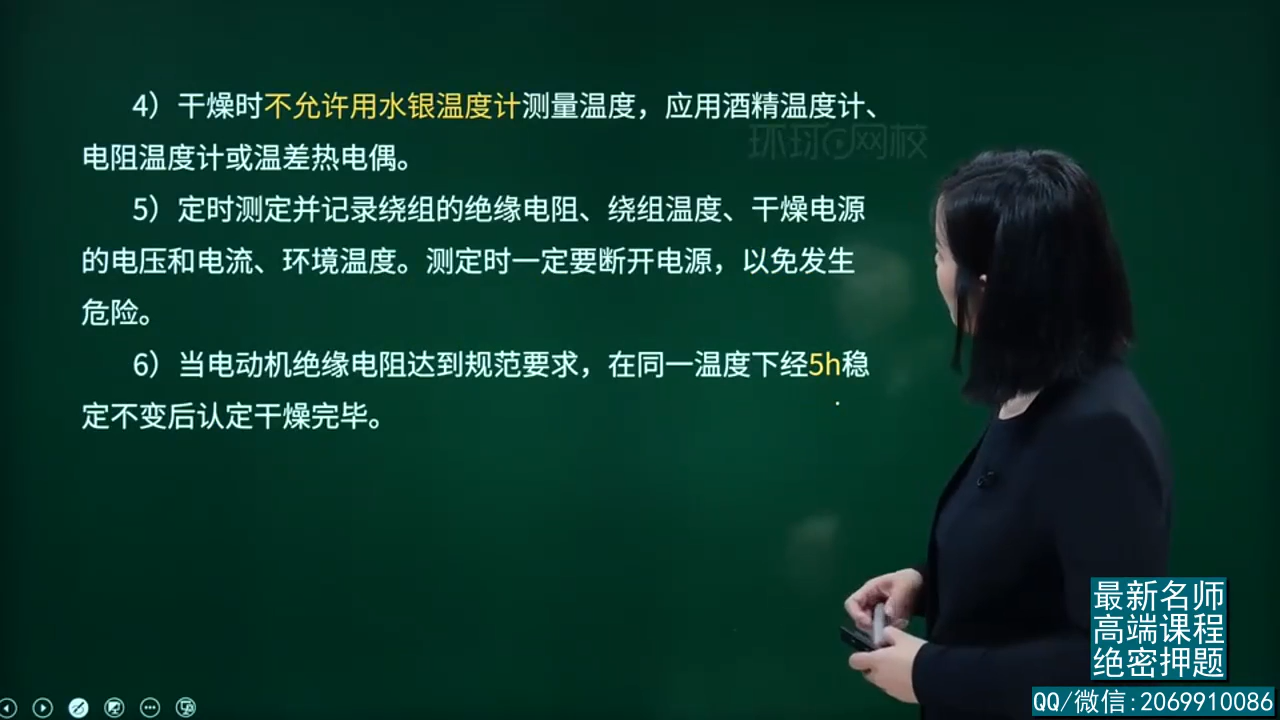 4）干燥时不允许用水银温度计测量温度，应用酒精温度计、
电阻温度计或温差热电偶。
环球网校
5）定时测定并记录绕组的绝缘电阻、绕组温度、干燥电源
的电压和电流、环境温度。测定时一定要断开电源，以免发生
危险。
6）当电动机绝缘电阻达到规范要求，在同一温度下经5h稳
定不变后认定干燥完毕。
最新名师
高端课程
绝密押题
QQ/微信:2069910086